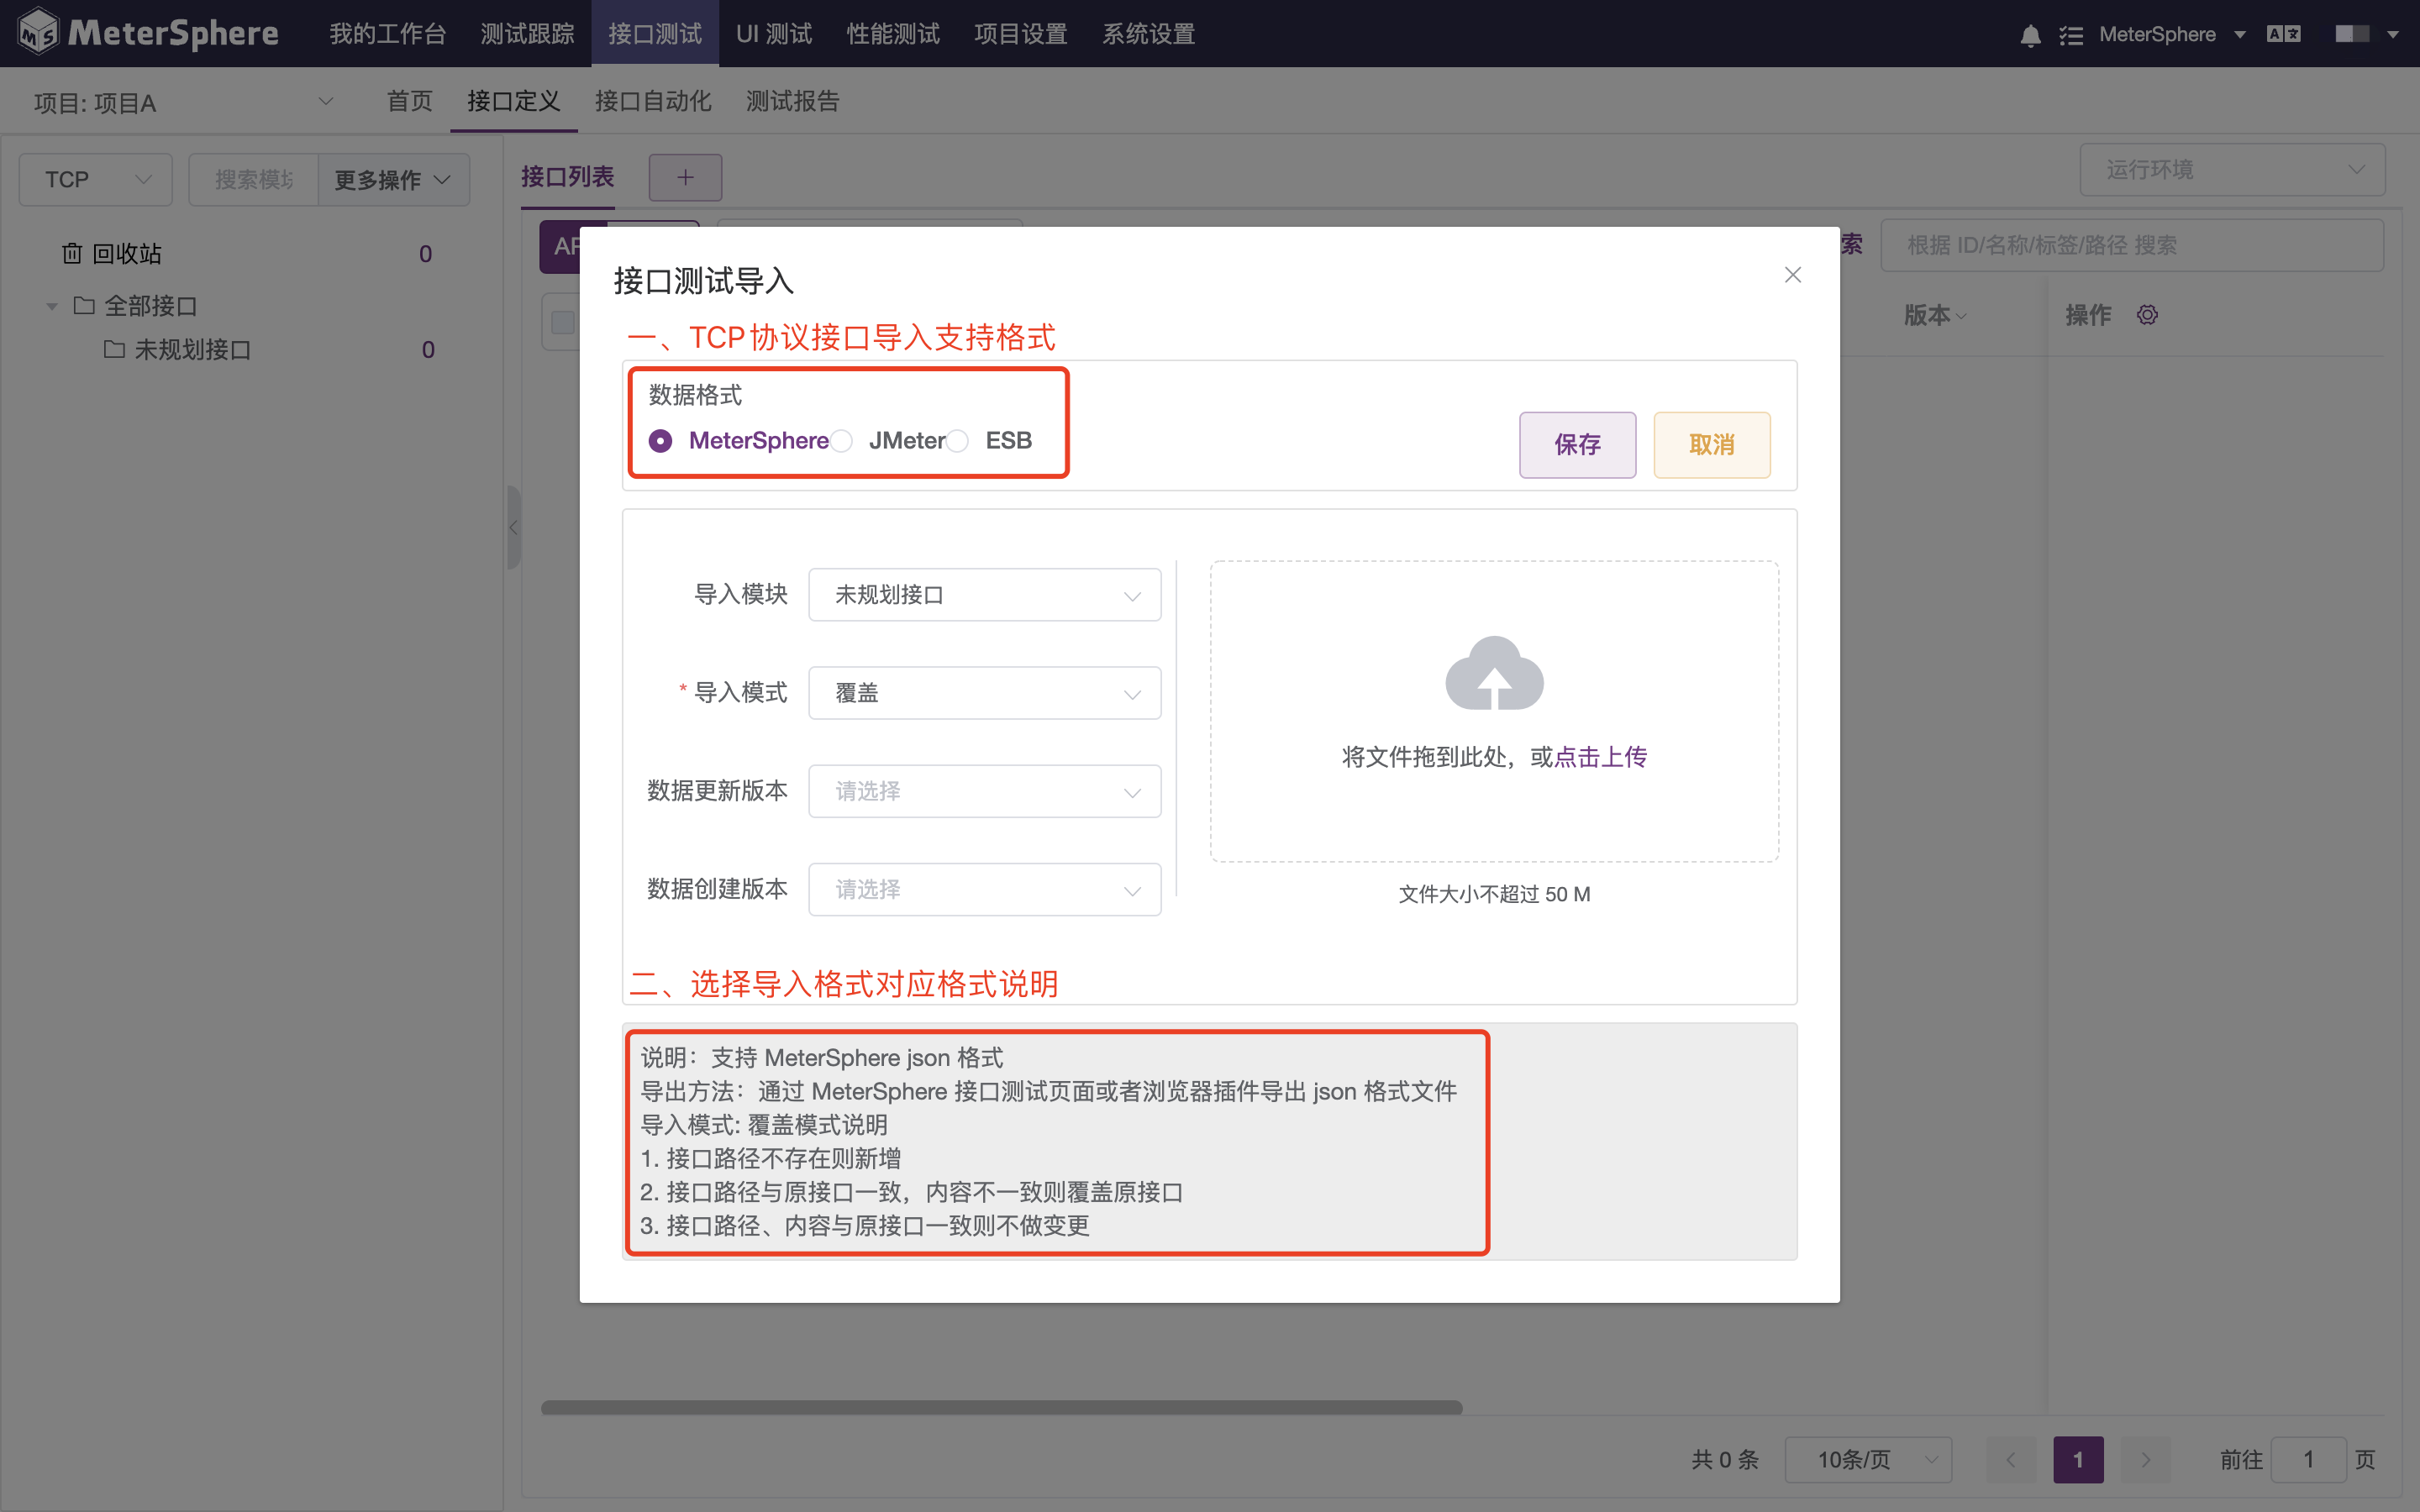 MeterSphere 我的工作台 测试跟踪 接口测试 UI 测试 性能测试 项目设置 系统设置 MeterSphere
项目: 项目A 首页 接口定义 接口自动化 测试报告
TCP 搜索模块 更多操作 接口列表 + 运行环境
回收站 0
全部接口
未规划接口 0
索 根据 ID/名称/标签/路径 搜索
版本 操作
接口测试导入
一、TCP协议接口导入支持格式
数据格式
MeterSphere JMeter ESB
保存 取消
导入模块 未规划接口
* 导入模式 覆盖
数据更新版本 请选择
数据创建版本 请选择
将文件拖到此处，或点击上传
文件大小不超过 50 M
二、选择导入格式对应格式说明
说明：支持 MeterSphere json 格式
导出方法：通过 MeterSphere 接口测试页面或者浏览器插件导出 json 格式文件
导入模式: 覆盖模式说明
1. 接口路径不存在则新增
2. 接口路径与原接口一致，内容不一致则覆盖原接口
3. 接口路径、内容与原接口一致则不做变更
共 0 条 10条/页 1 前往 1 页